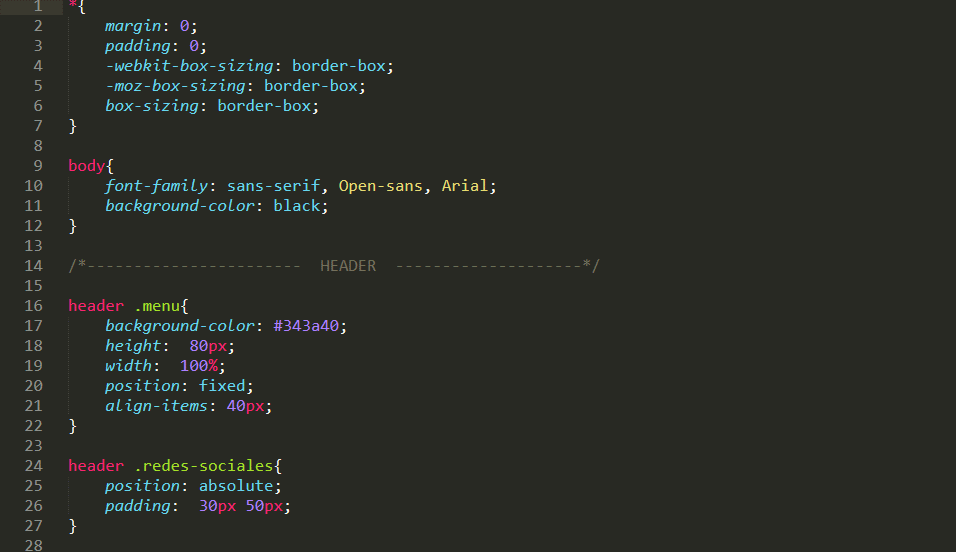 1 *{
2 margin: 0;
3 padding: 0;
4 -webkit-box-sizing: border-box;
5 -moz-box-sizing: border-box;
6 box-sizing: border-box;
7 }
8
9 body{
10 font-family: sans-serif, Open-sans, Arial;
11 background-color: black;
12 }
13
14 /*----------------------- HEADER --------------------*/
15
16 header .menu{
17 background-color: #343a40;
18 height:  80px;
19 width:  100%;
20 position: fixed;
21 align-items: 40px;
22 }
23
24 header .redes-sociales{
25 position: absolute;
26 padding:  30px 50px;
27 }
28